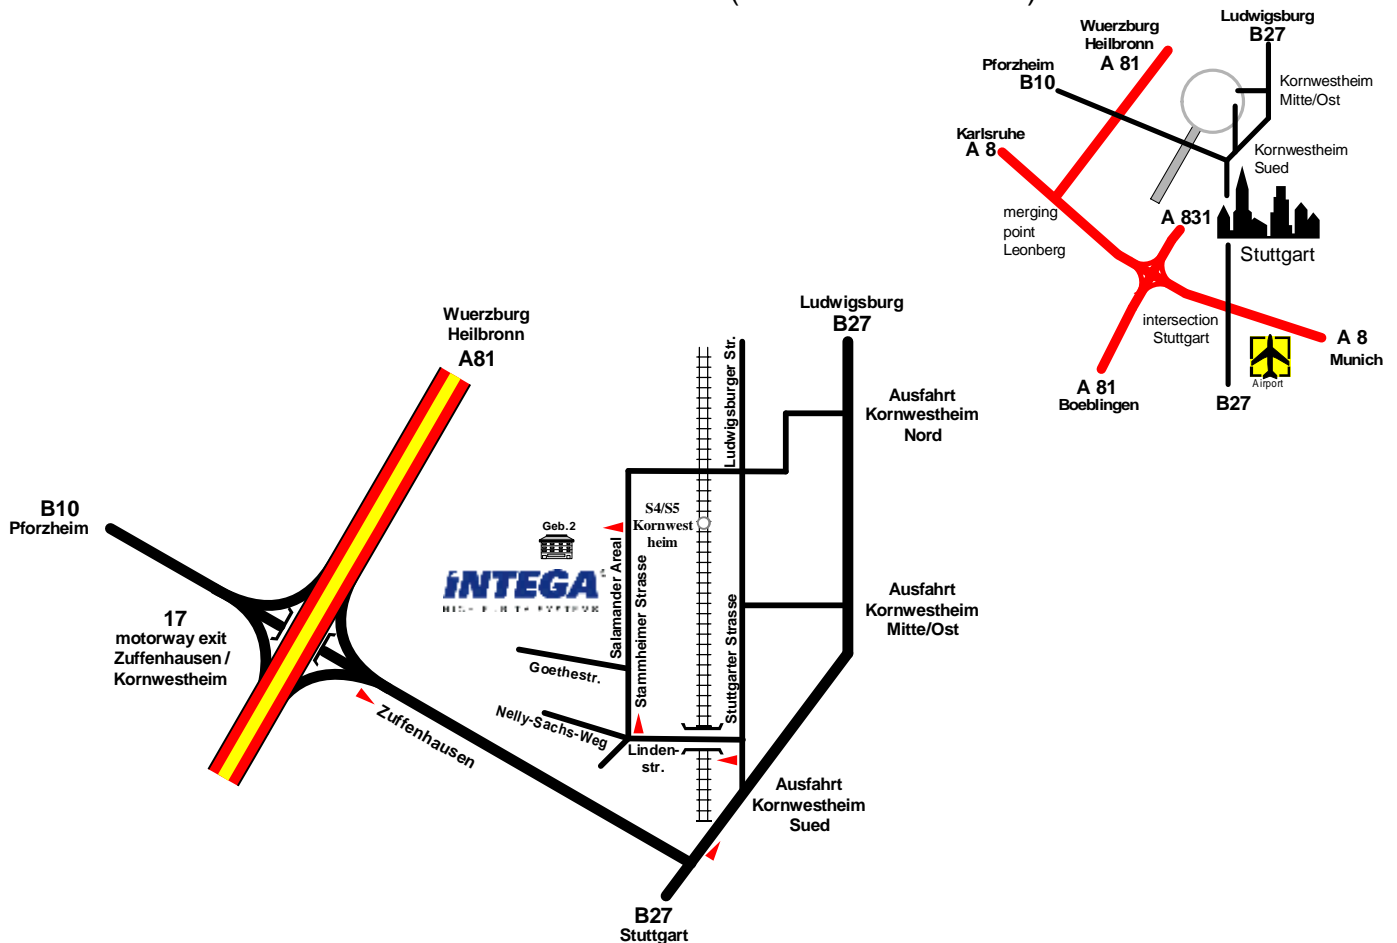 Ludwigsburg
B27
Wuerzburg
Heilbronn
A 81
Pforzheim
B10
Kornwestheim
Mitte/Ost
Karlsruhe
A 8
Kornwestheim
Sued
merging
point
Leonberg
A 831
Stuttgart
intersection
Stuttgart
A 8
Munich
Airport
A 81
Boeblingen
B27
Wuerzburg
Heilbronn
A81
Ludwigsburg
B27
Ludwigsburger Str.
Ausfahrt
Kornwestheim
Nord
B10
Pforzheim
S4/S5
Kornwest
heim
Geb.2
iNTEGA
Salamander Areal
Stammheimer Strasse
Stuttgarter Strasse
Ausfahrt
Kornwestheim
Mitte/Ost
17
motorway exit
Zuffenhausen /
Kornwestheim
Goethestr.
Nelly-Sachs-Weg
Linden-
str.
Zuffenhausen
Ausfahrt
Kornwestheim
Sued
B27
Stuttgart